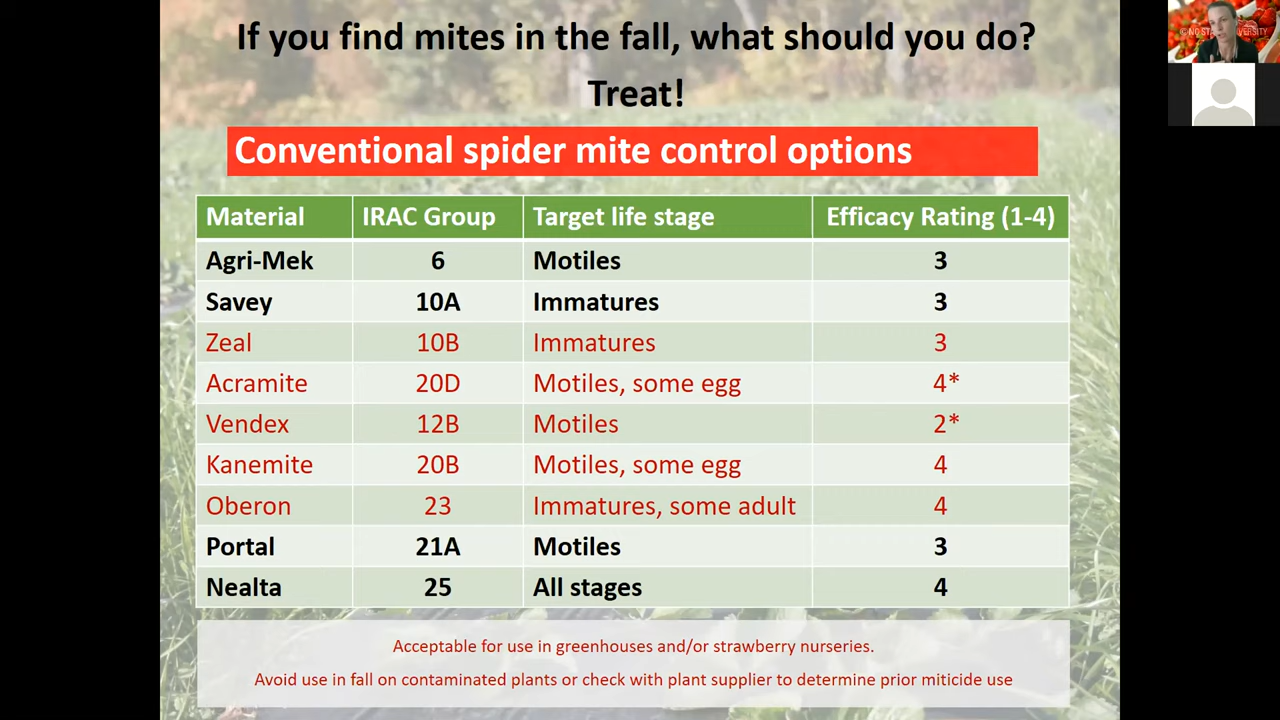 If you find mites in the fall, what should you do?
Treat!
Conventional spider mite control options
Material IRAC Group Target life stage Efficacy Rating (1-4)
Agri-Mek 6 Motiles 3
Savey 10A Immatures 3
Zeal 10B Immatures 3
Acramite 20D Motiles, some egg 4*
Vendex 12B Motiles 2*
Kanemite 20B Motiles, some egg 4
Oberon 23 Immatures, some adult 4
Portal 21A Motiles 3
Nealta 25 All stages 4
Acceptable for use in greenhouses and/or strawberry nurseries.
Avoid use in fall on contaminated plants or check with plant supplier to determine prior miticide use